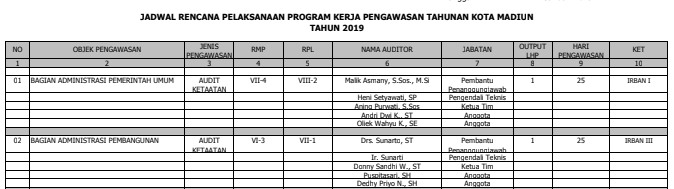 JADWAL RENCANA PELAKSANAAN PROGRAM KERJA PENGAWASAN TAHUNAN KOTA MADIUN
TAHUN 2019
NO OBJEK PENGAWASAN JENIS PENGAWASAN RMP RPL NAMA AUDITOR JABATAN OUTPUT LHP HARI PENGAWASAN KET
1 2 3 4 5 6 7 8 9 10
01 BAGIAN ADMINISTRASI PEMERINTAH UMUM AUDIT KETAATAN VII-4 VIII-2 Malik Asmany, S.Sos., M.Si Pembantu Penanggungjawab 1 25 IRBAN I
Heni Setyawati, SP Pengendali Teknis
Aning Purwati, S.Sos Ketua Tim
Andri Dwi K., ST Anggota
Oliek Wahyu K., SE Anggota
02 BAGIAN ADMINISTRASI PEMBANGUNAN AUDIT KETAATAN VI-3 VII-1 Drs. Sunarto, ST Pembantu Penanggungjawab 1 25 IRBAN III
Ir. Sunarti Pengendali Teknis
Donny Sandhi W., ST Ketua Tim
Puspitasari, SH Anggota
Dedhy Priyo N., SH Anggota